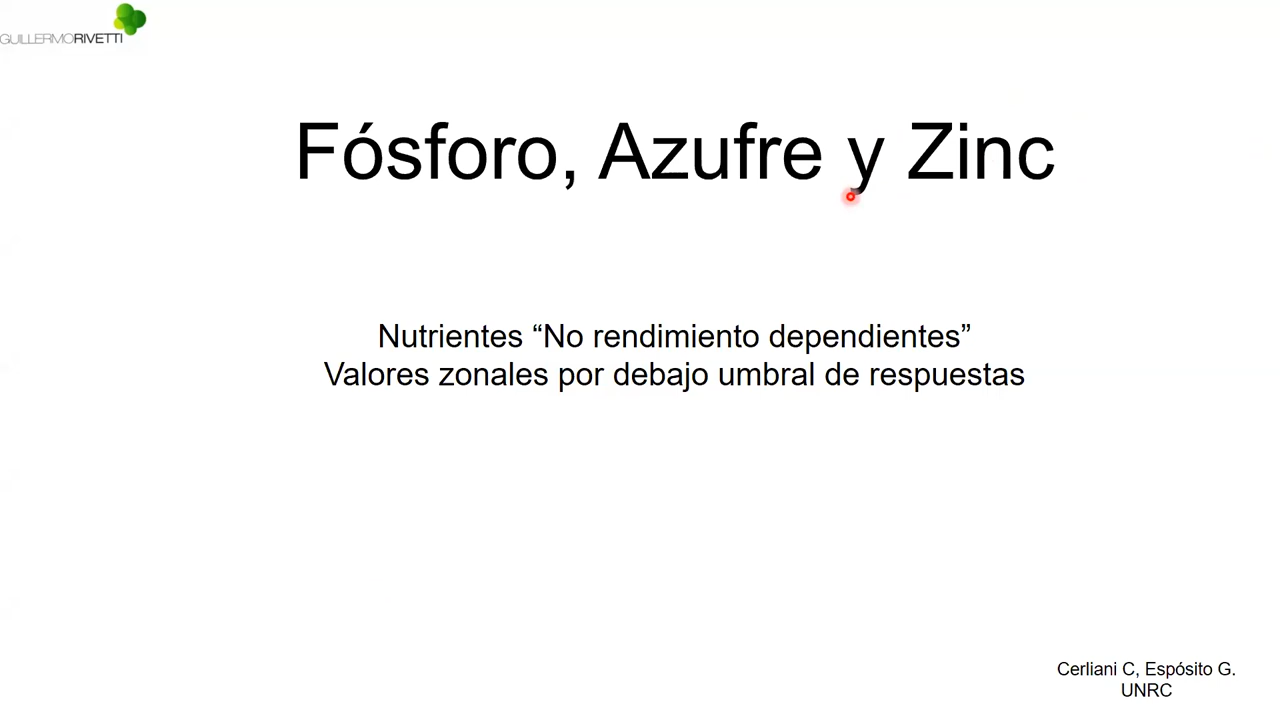 GUILLERMORIVETTI
Fósforo, Azufre y Zinc
Nutrientes “No rendimiento dependientes”
Valores zonales por debajo umbral de respuestas
Cerliani C, Espósito G.
UNRC